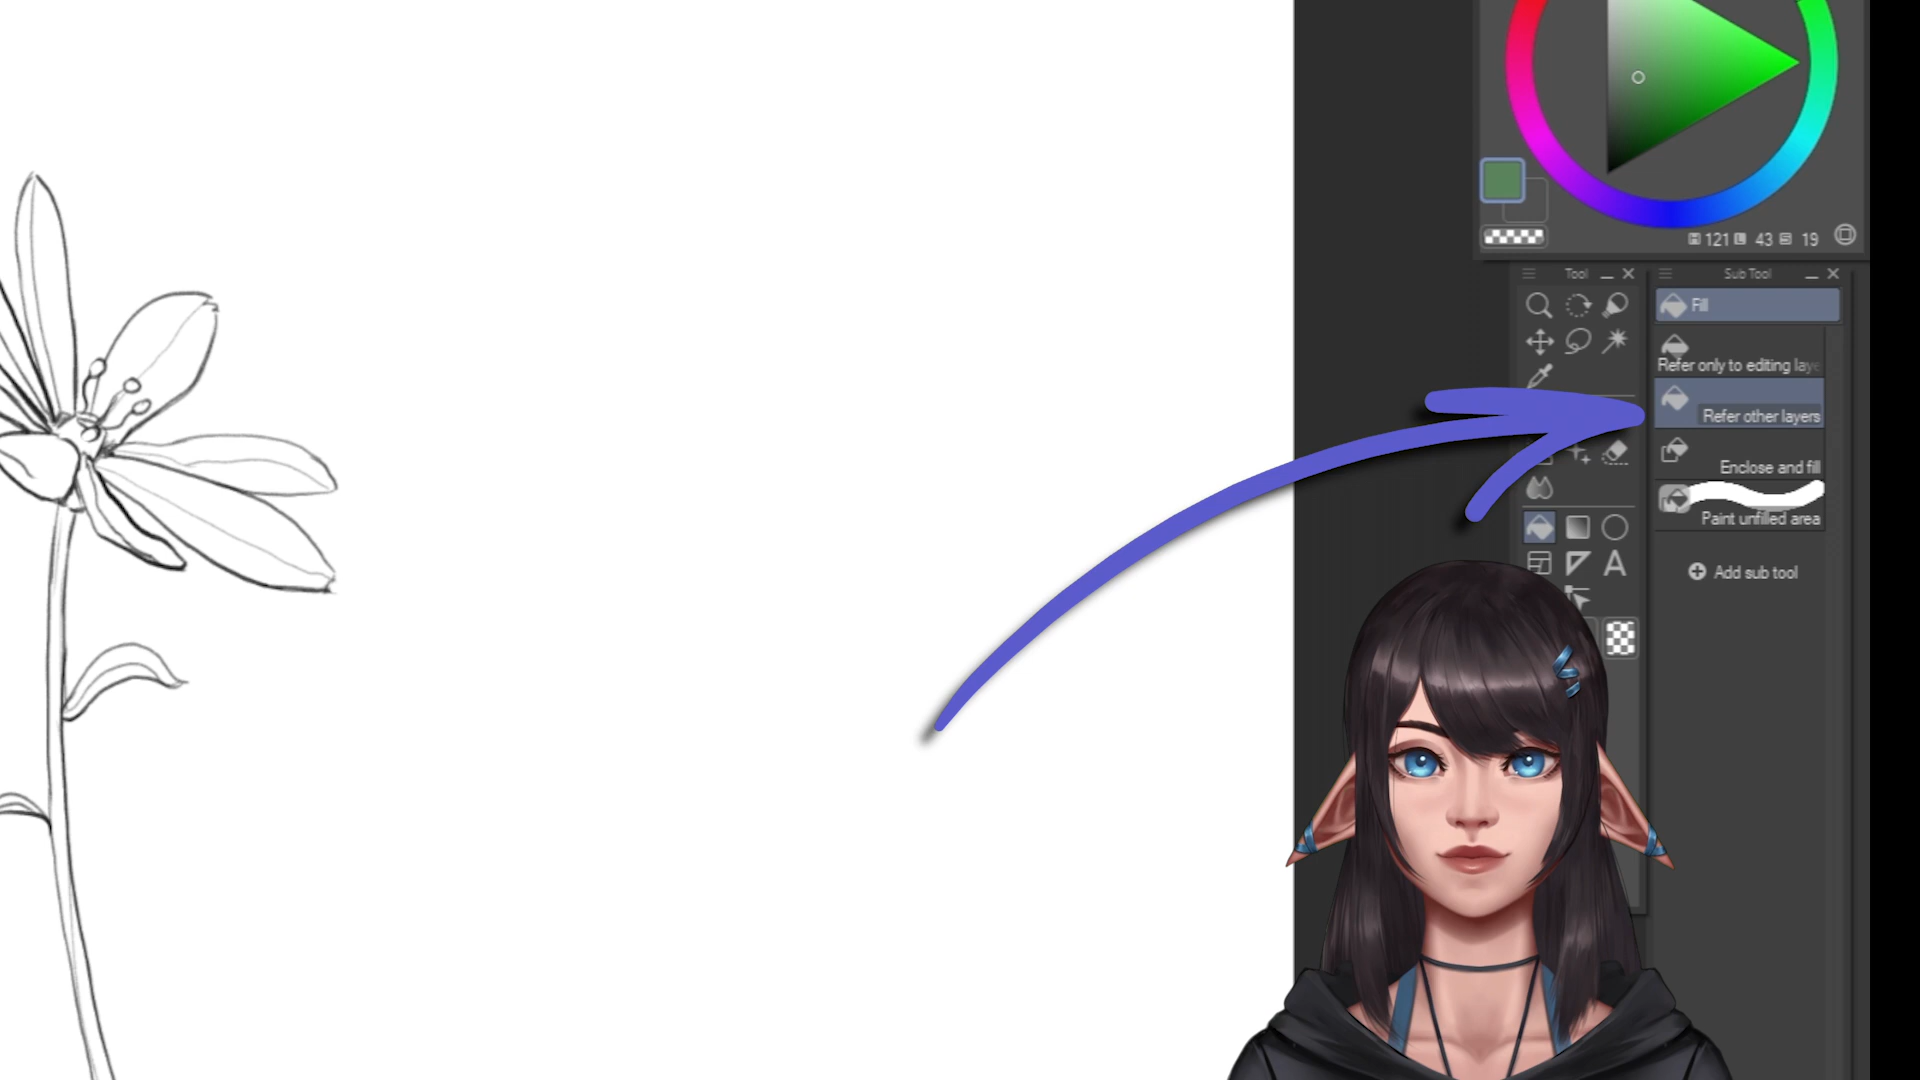 H 121 L 43 S 19
Tool
Sub Tool
Fill
Refer only to editing laye
Refer other layers
Enclose and fill
Paint unfilled area
Add sub tool
A